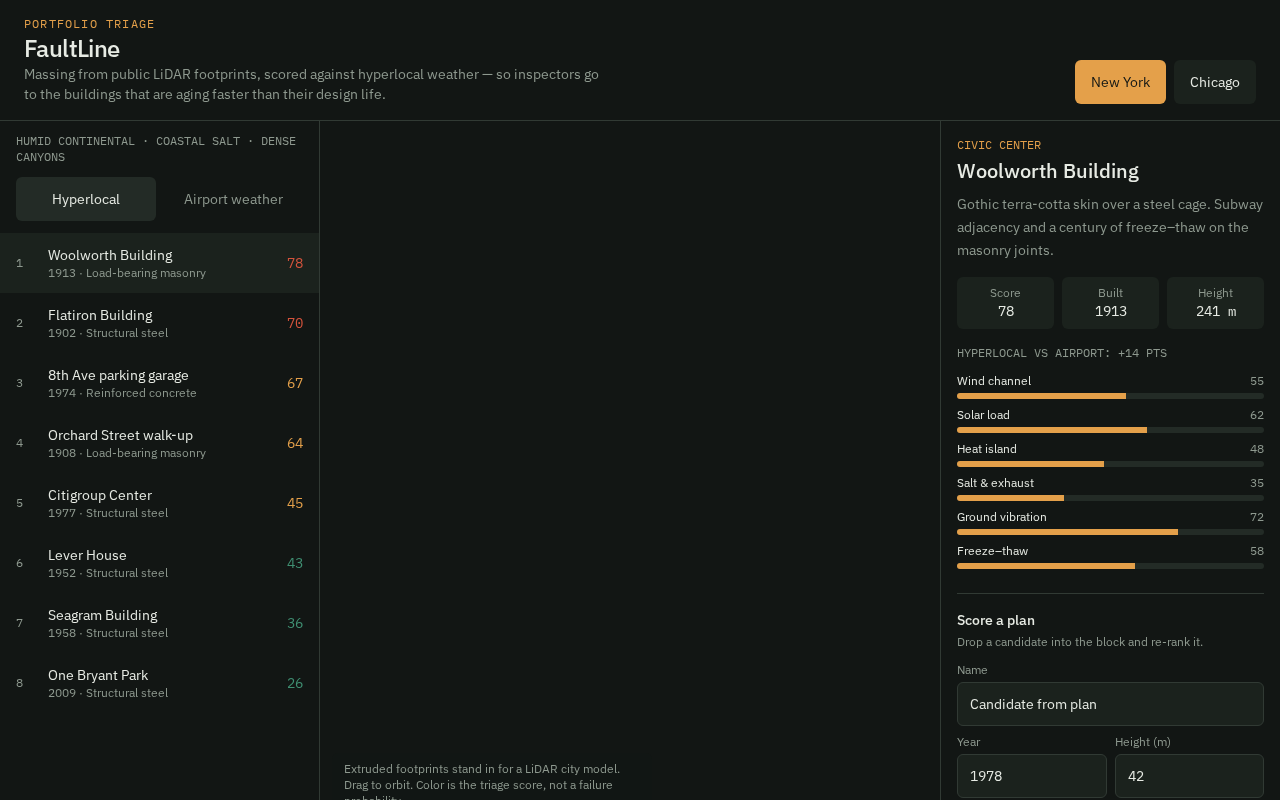 PORTFOLIO TRIAGE
FaultLine
Massing from public LiDAR footprints, scored against hyperlocal weather — so inspectors go
to the buildings that are aging faster than their design life.
New York
Chicago
HUMID CONTINENTAL · COASTAL SALT · DENSE
CANYONS
Hyperlocal
Airport weather
1
Woolworth Building
1913 · Load-bearing masonry
78
2
Flatiron Building
1902 · Structural steel
70
3
8th Ave parking garage
1974 · Reinforced concrete
67
4
Orchard Street walk-up
1908 · Load-bearing masonry
64
5
Citigroup Center
1977 · Structural steel
45
6
Lever House
1952 · Structural steel
43
7
Seagram Building
1958 · Structural steel
36
8
One Bryant Park
2009 · Structural steel
26
Extruded footprints stand in for a LiDAR city model.
Drag to orbit. Color is the triage score, not a failure
probability.
CIVIC CENTER
Woolworth Building
Gothic terra-cotta skin over a steel cage. Subway
adjacency and a century of freeze–thaw on the
masonry joints.
Score
78
Built
1913
Height
241 m
HYPERLOCAL VS AIRPORT: +14 PTS
Wind channel 55
Solar load 62
Heat island 48
Salt & exhaust 35
Ground vibration 72
Freeze–thaw 58
Score a plan
Drop a candidate into the block and re-rank it.
Name
Candidate from plan
Year
1978
Height (m)
42